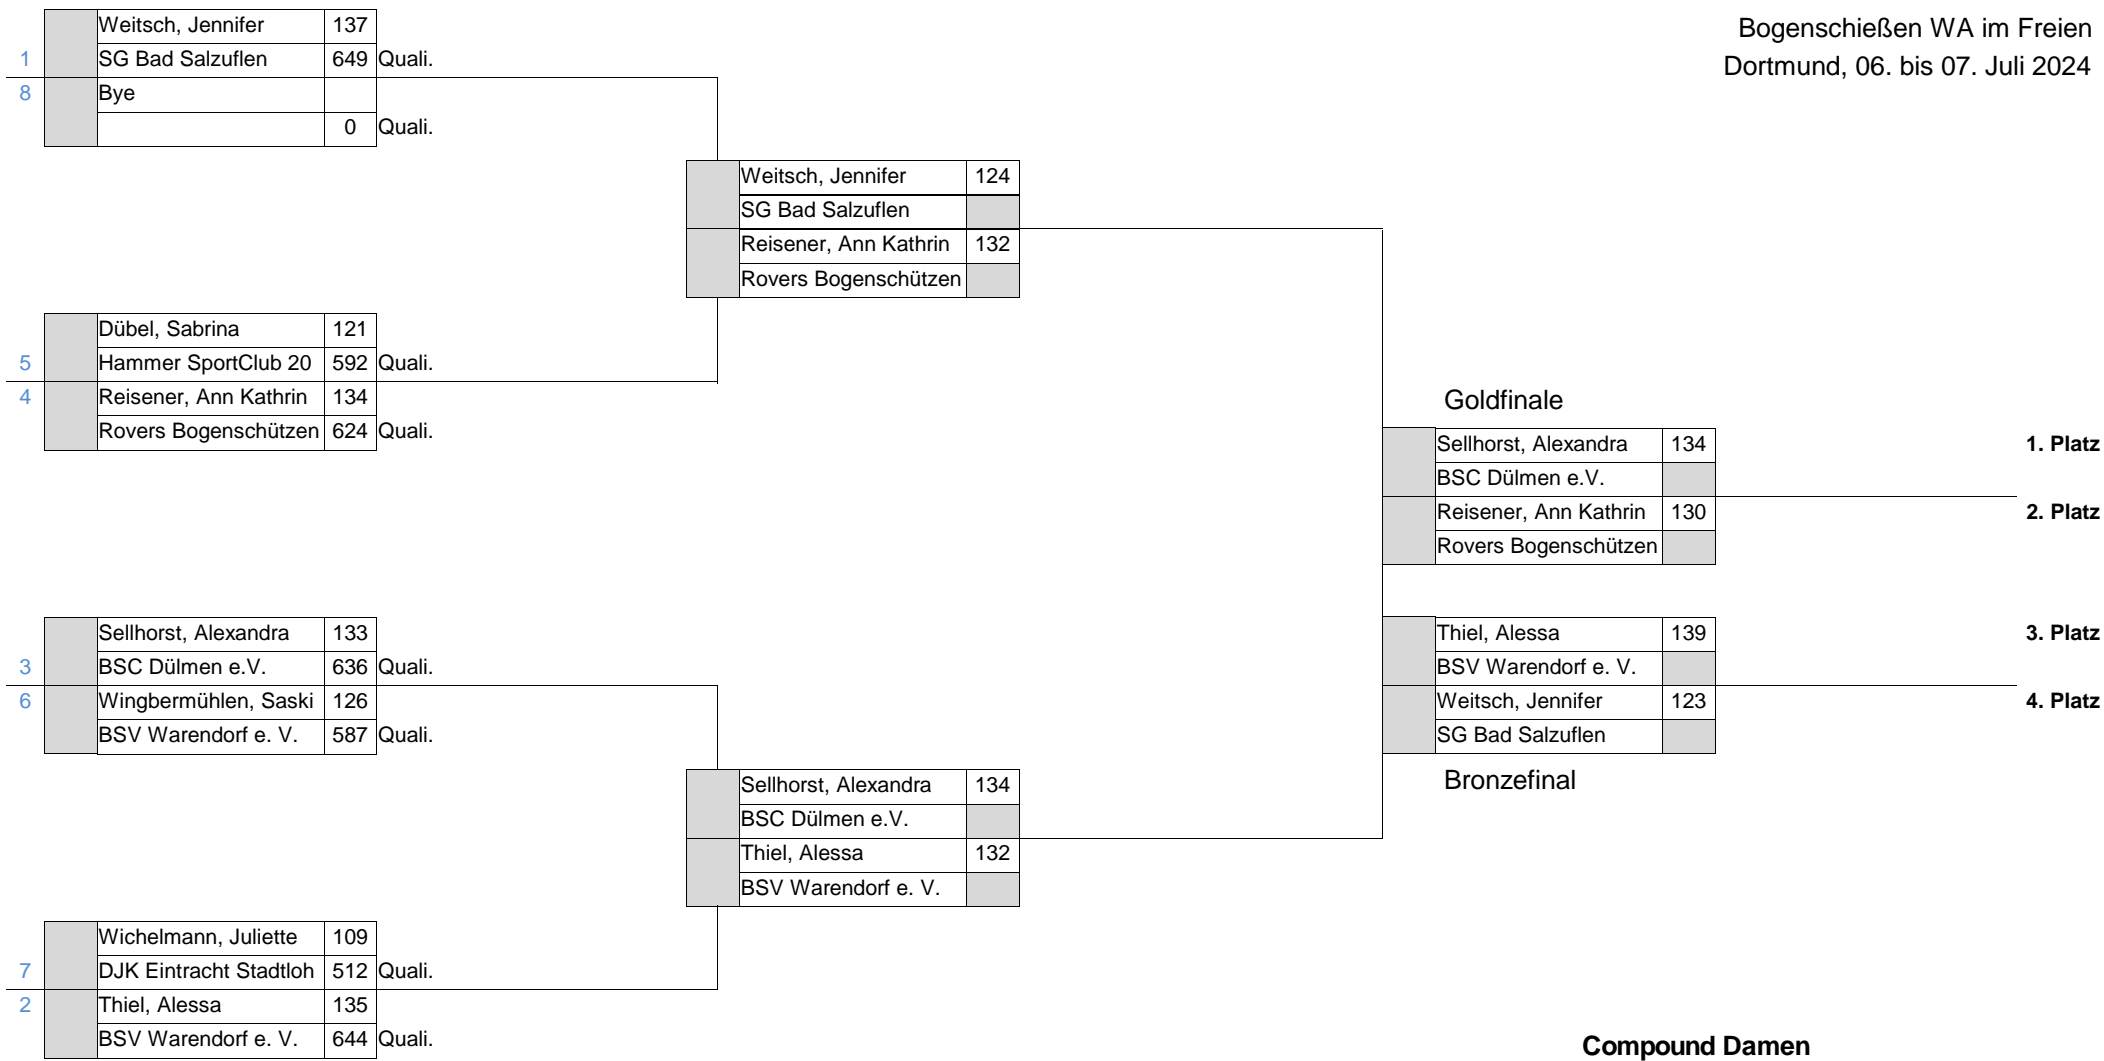 Bogenschießen WA im Freien
Dortmund, 06. bis 07. Juli 2024
Weitsch, Jennifer 137
1 SG Bad Salzuflen 649 Quali.
8 Bye
0 Quali.
Weitsch, Jennifer 124
SG Bad Salzuflen
Reisener, Ann Kathrin 132
Rovers Bogenschützen
Dübel, Sabrina 121
5 Hammer SportClub 20 592 Quali.
4 Reisener, Ann Kathrin 134
Rovers Bogenschützen 624 Quali.
Goldfinale
Sellhorst, Alexandra 134 1. Platz
BSC Dülmen e.V.
Reisener, Ann Kathrin 130 2. Platz
Rovers Bogenschützen
Sellhorst, Alexandra 133
3 BSC Dülmen e.V. 636 Quali.
6 Wingbermühlen, Saski 126
BSV Warendorf e. V. 587 Quali.
Thiel, Alessa 139 3. Platz
BSV Warendorf e. V.
Weitsch, Jennifer 123 4. Platz
SG Bad Salzuflen
Bronzefinal
Sellhorst, Alexandra 134
BSC Dülmen e.V.
Thiel, Alessa 132
BSV Warendorf e. V.
Wichelmann, Juliette 109
7 DJK Eintracht Stadtloh 512 Quali.
2 Thiel, Alessa 135
BSV Warendorf e. V. 644 Quali.
Compound Damen